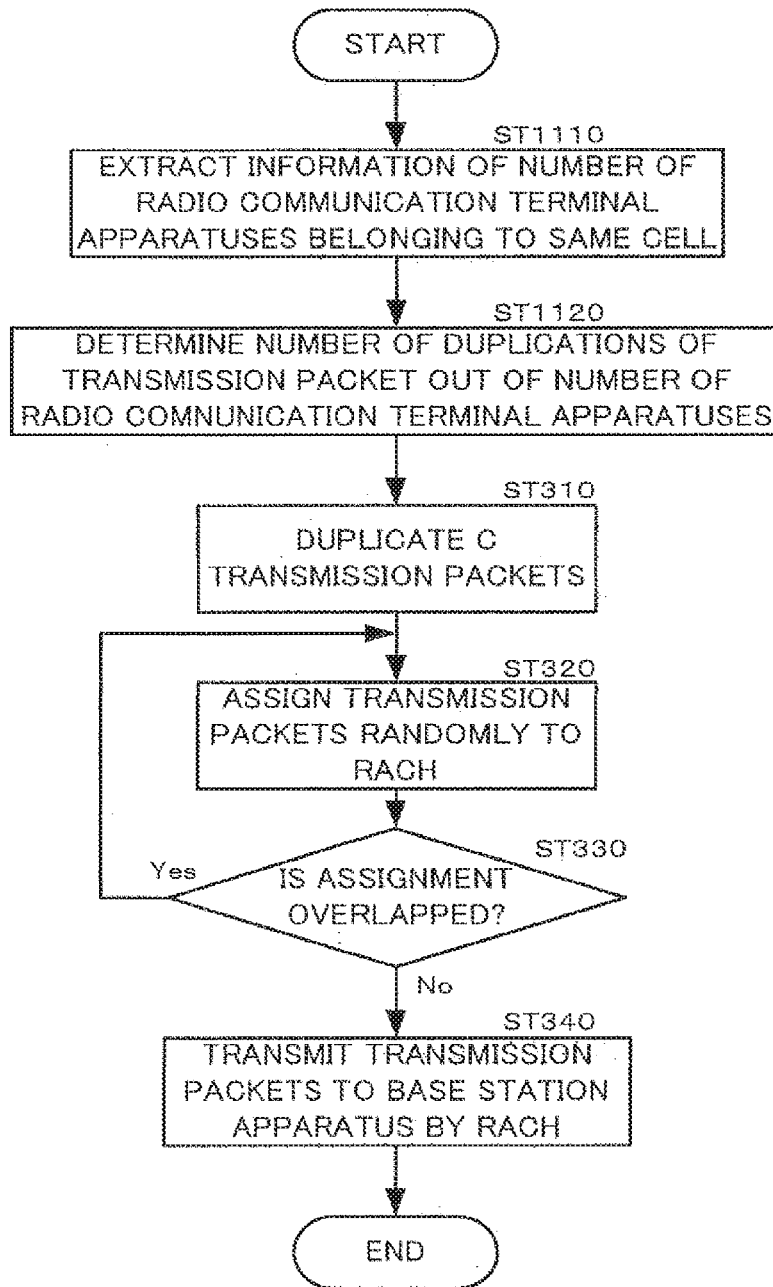 START
ST1110
EXTRACT INFORMATION OF NUMBER OF
RADIO COMMUNICATION TERMINAL
APPARATUSES BELONGING TO SAME CELL
ST1120
DETERMINE NUMBER OF DUPLICATIONS OF
TRANSMISSION PACKET OUT OF NUMBER OF
RADIO COMNUNICATION TERMINAL APPARATUSES
ST310
DUPLICATE C
TRANSMISSION PACKETS
ST320
ASSIGN TRANSMISSION
PACKETS RANDOMLY TO
RACH
ST330
Yes
IS ASSIGNMENT
OVERLAPPED?
No
ST340
TRANSMIT TRANSMISSION
PACKETS TO BASE STATION
APPARATUS BY RACH
END